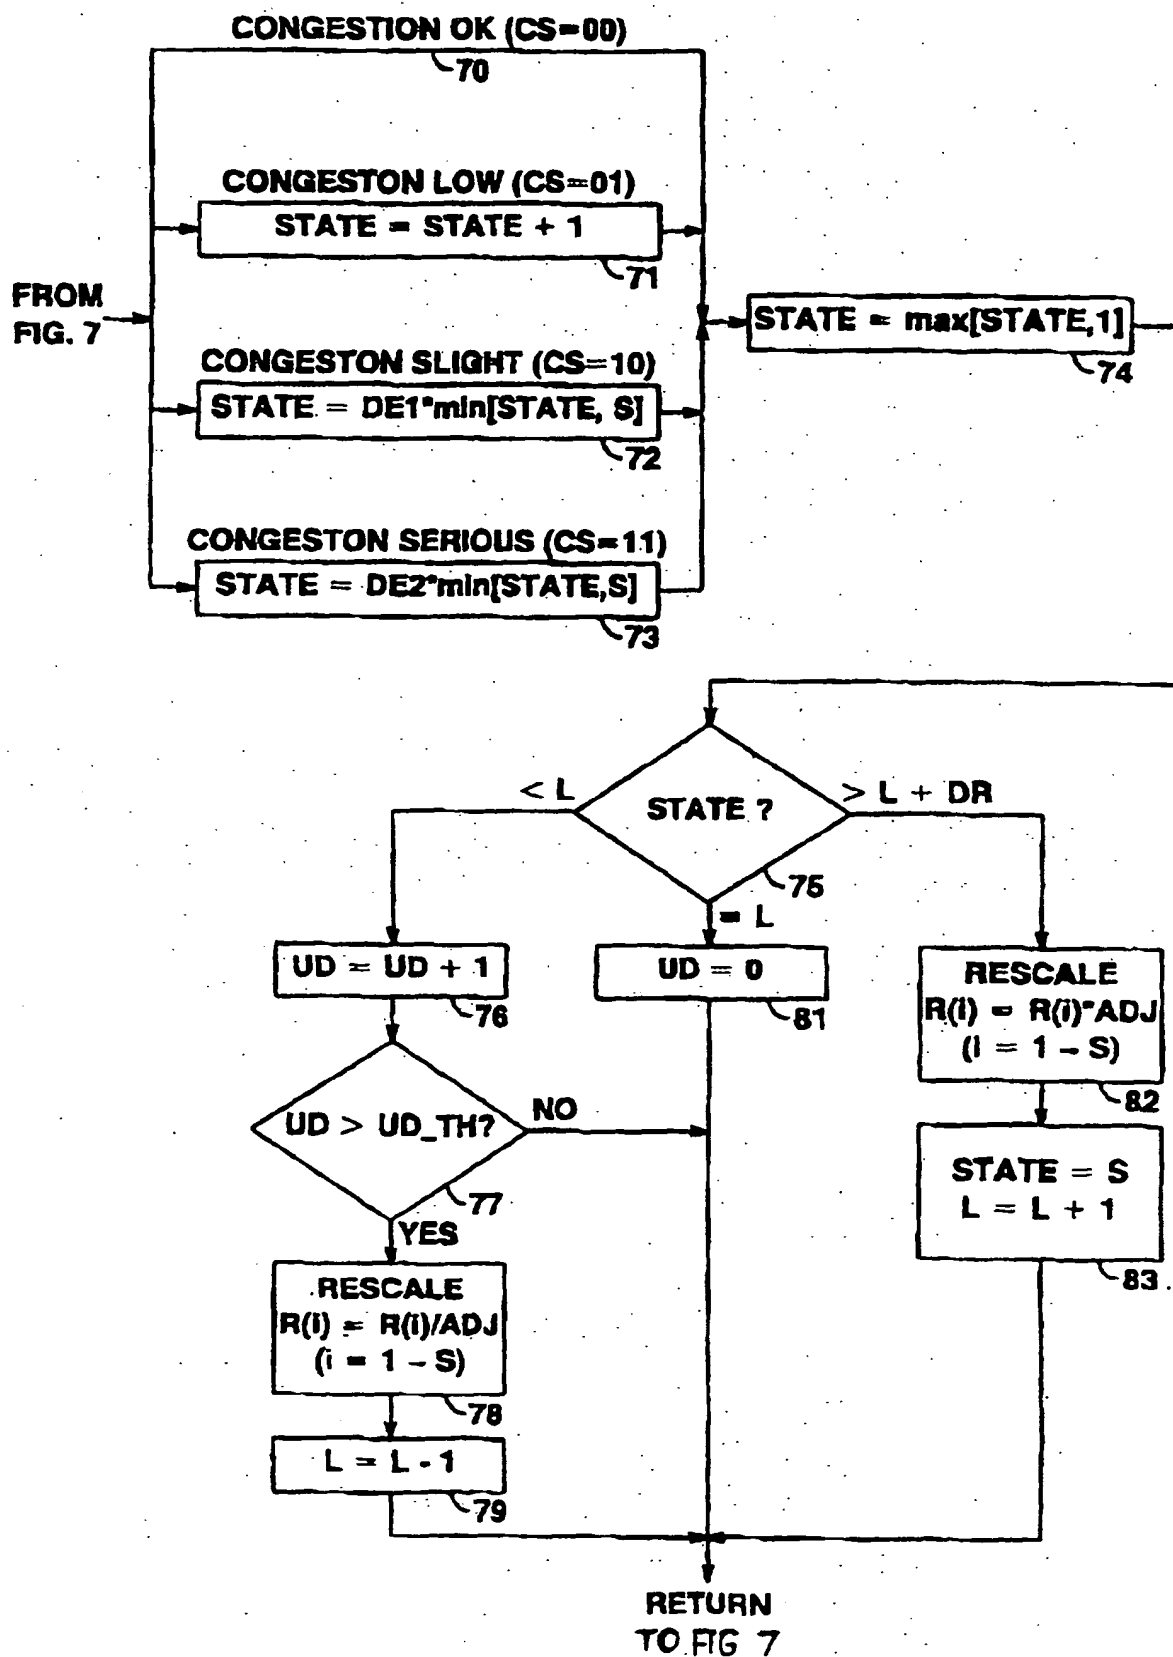 CONGESTION OK (CS=00)
70
CONGESTON LOW (CS=01)
STATE = STATE + 1
71
FROM
FIG. 7
CONGESTON SLIGHT (CS=10)
STATE = DE1*min[STATE, S]
72
CONGESTON SERIOUS (CS=11)
STATE = DE2*min[STATE,S]
73
STATE = max[STATE,1]
74
STATE ?
75
< L
> L + DR
= L
UD = UD + 1
76
UD = 0
81
RESCALE
R(i) = R(i)*ADJ
(i = 1 - S)
82
UD > UD_TH?
77
NO
YES
STATE = S
L = L + 1
83
RESCALE
R(i) = R(i)/ADJ
(i = 1 - S)
78
L = L - 1
79
RETURN
TO FIG 7